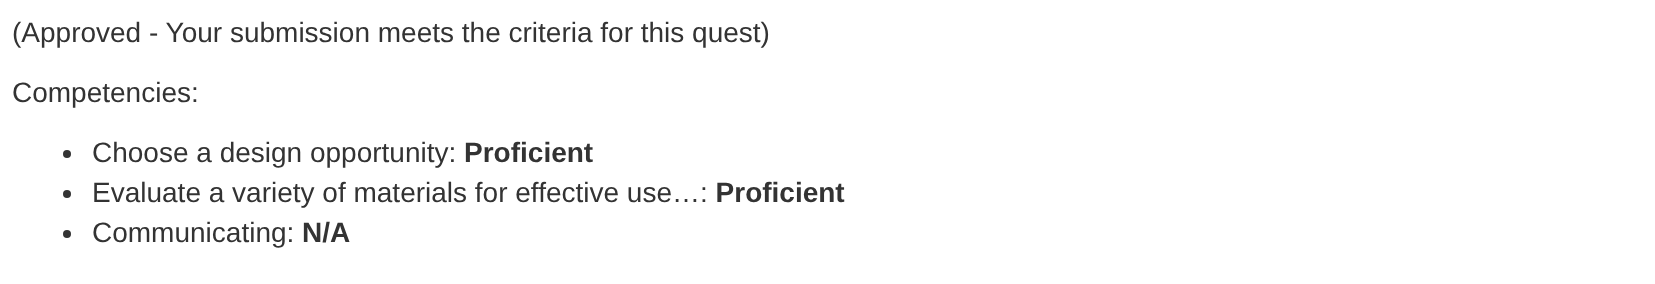 (Approved - Your submission meets the criteria for this quest)
Competencies:
• Choose a design opportunity: Proficient
• Evaluate a variety of materials for effective use…: Proficient
• Communicating: N/A